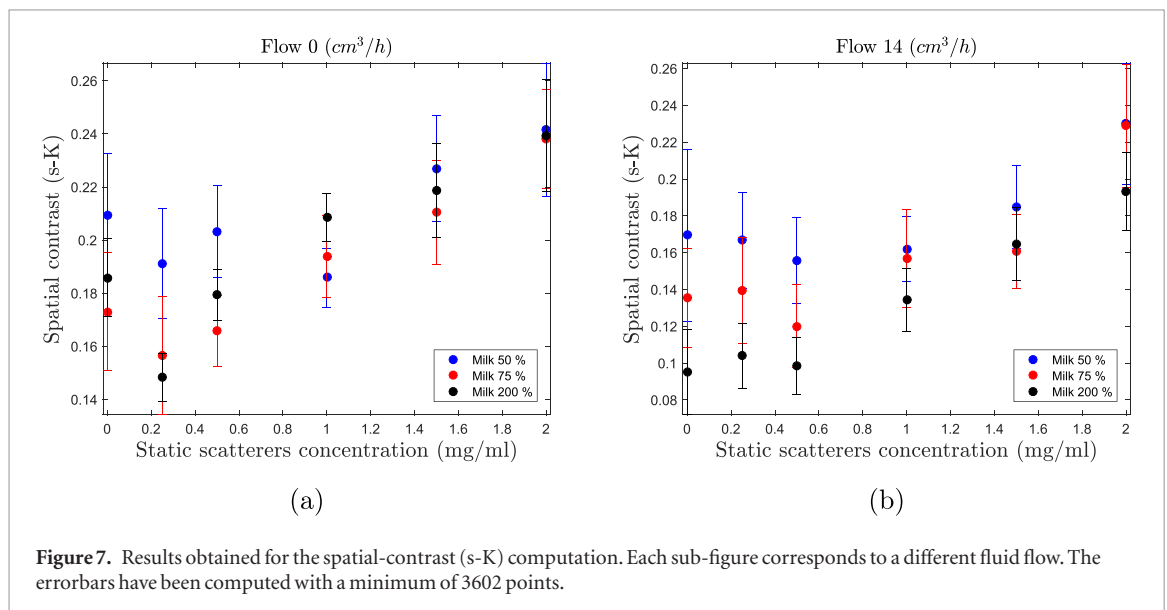 Flow 0 (cm³/h)
Spatial contrast (s-K)
0.26
0.24
0.22
0.2
0.18
0.16
0.14
0 0.2 0.4 0.6 0.8 1 1.2 1.4 1.6 1.8 2
Static scatterers concentration (mg/ml)
Milk 50 %
Milk 75 %
Milk 200 %
(a)
Flow 14 (cm³/h)
Spatial contrast (s-K)
0.26
0.24
0.22
0.2
0.18
0.16
0.14
0.12
0.1
0.08
0 0.2 0.4 0.6 0.8 1 1.2 1.4 1.6 1.8 2
Static scatterers concentration (mg/ml)
Milk 50 %
Milk 75 %
Milk 200 %
(b)
Figure 7. Results obtained for the spatial-contrast (s-K) computation. Each sub-figure corresponds to a different fluid flow. The
errorbars have been computed with a minimum of 3602 points.